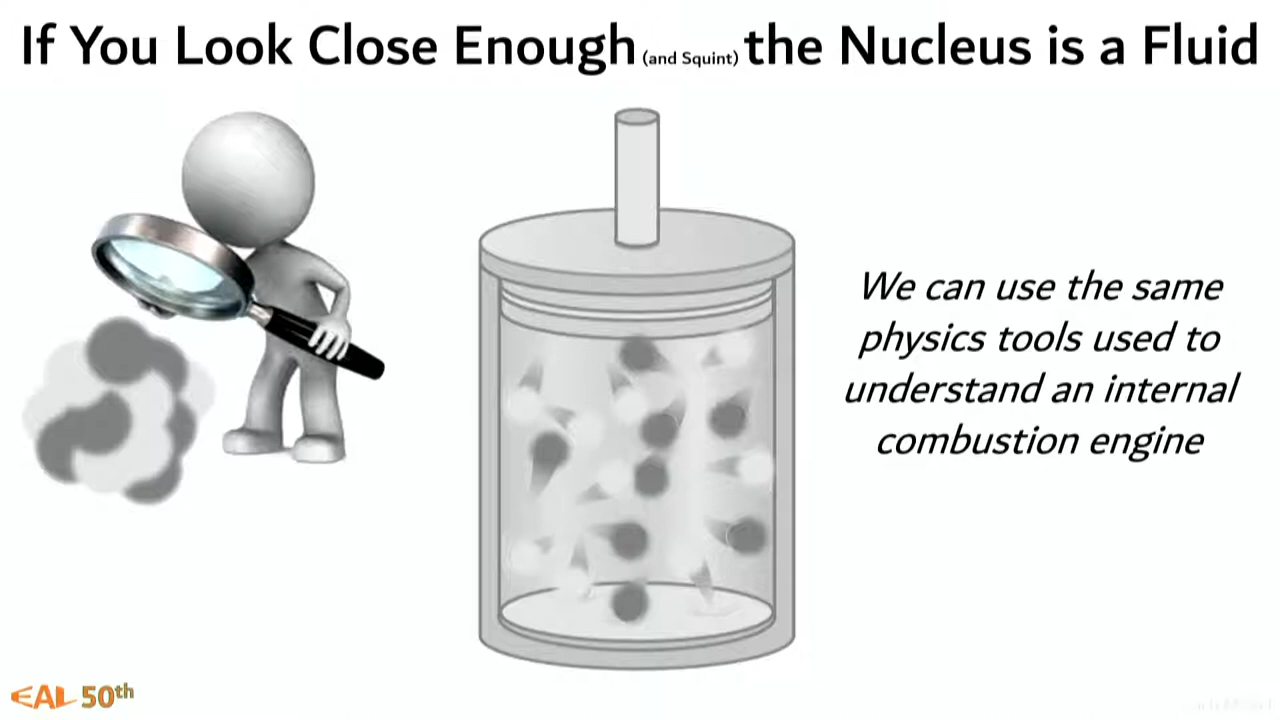 If You Look Close Enough (and Squint) the Nucleus is a Fluid
We can use the same
physics tools used to
understand an internal
combustion engine
EAL 50th